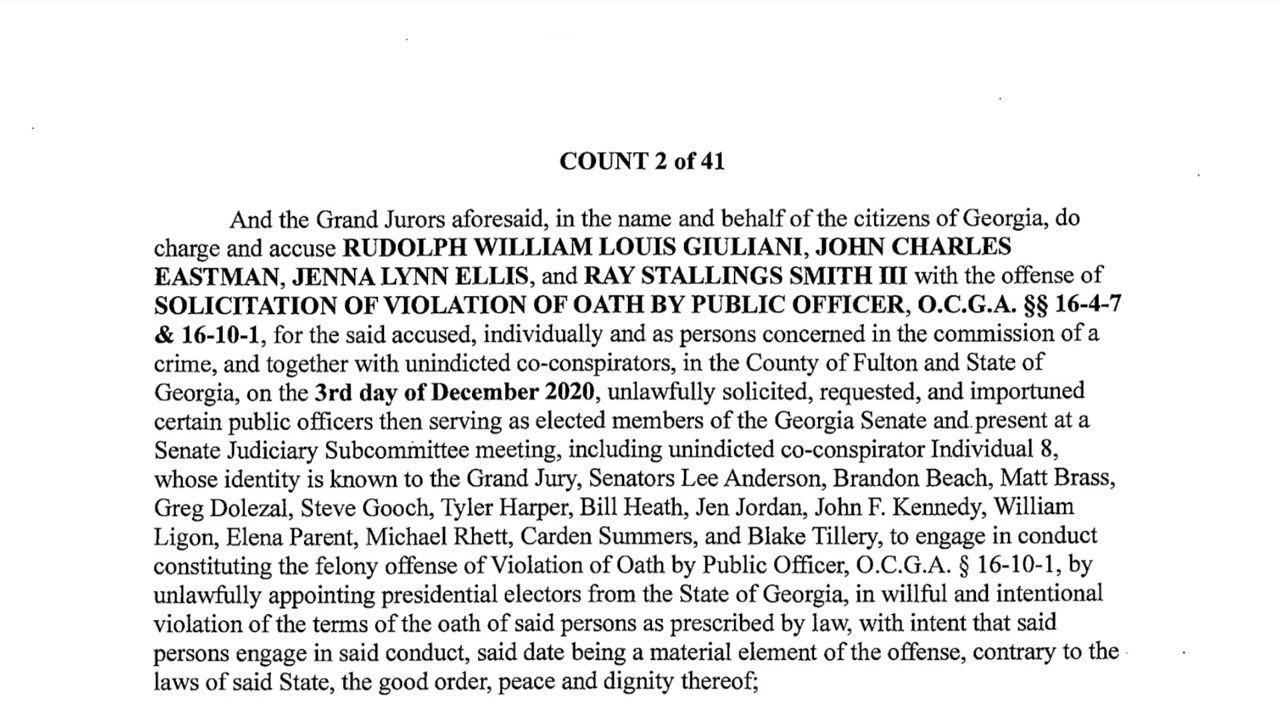 COUNT 2 of 41
And the Grand Jurors aforesaid, in the name and behalf of the citizens of Georgia, do
charge and accuse RUDOLPH WILLIAM LOUIS GIULIANI, JOHN CHARLES
EASTMAN, JENNA LYNN ELLIS, and RAY STALLINGS SMITH III with the offense of
SOLICITATION OF VIOLATION OF OATH BY PUBLIC OFFICER, O.C.G.A. §§ 16-4-7
& 16-10-1, for the said accused, individually and as persons concerned in the commission of a
crime, and together with unindicted co-conspirators, in the County of Fulton and State of
Georgia, on the 3rd day of December 2020, unlawfully solicited, requested, and importuned
certain public officers then serving as elected members of the Georgia Senate and present at a
Senate Judiciary Subcommittee meeting, including unindicted co-conspirator Individual 8,
whose identity is known to the Grand Jury, Senators Lee Anderson, Brandon Beach, Matt Brass,
Greg Dolezal, Steve Gooch, Tyler Harper, Bill Heath, Jen Jordan, John F. Kennedy, William
Ligon, Elena Parent, Michael Rhett, Carden Summers, and Blake Tillery, to engage in conduct
constituting the felony offense of Violation of Oath by Public Officer, O.C.G.A. § 16-10-1, by
unlawfully appointing presidential electors from the State of Georgia, in willful and intentional
violation of the terms of the oath of said persons as prescribed by law, with intent that said
persons engage in said conduct, said date being a material element of the offense, contrary to the
laws of said State, the good order, peace and dignity thereof;